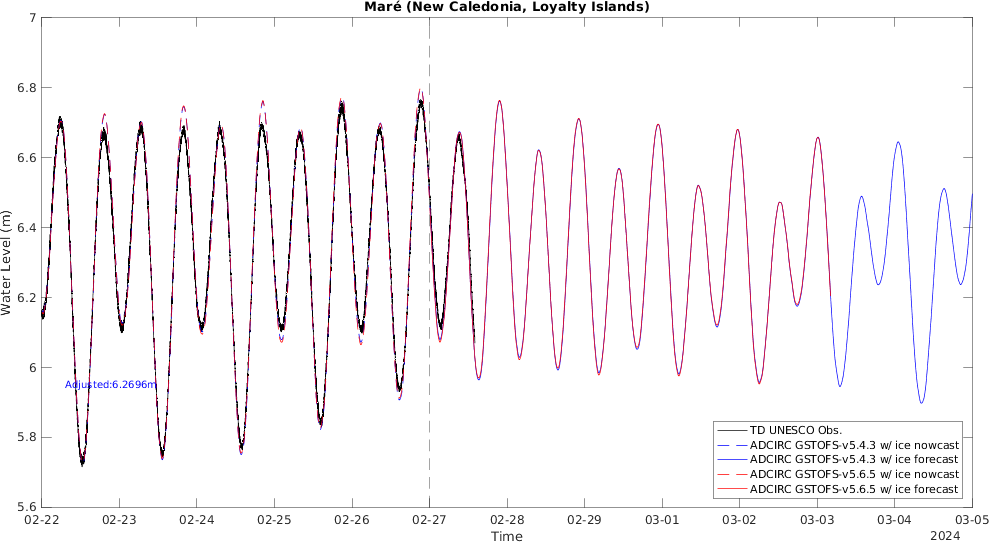 Maré (New Caledonia, Loyalty Islands)
7
6.8
6.6
6.4
6.2
6
5.8
5.6
Water Level (m)
Adjusted:6.2696m
TD UNESCO Obs.
ADCIRC GSTOFS-v5.4.3 w/ ice nowcast
ADCIRC GSTOFS-v5.4.3 w/ ice forecast
ADCIRC GSTOFS-v5.6.5 w/ ice nowcast
ADCIRC GSTOFS-v5.6.5 w/ ice forecast
02-22 02-23 02-24 02-25 02-26 02-27 02-28 02-29 03-01 03-02 03-03 03-04 03-05
Time
2024